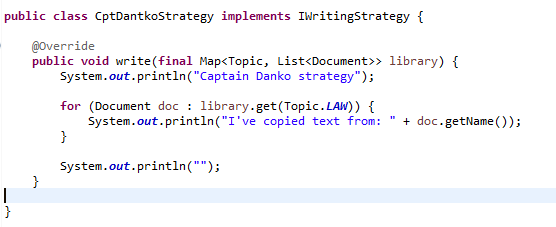 public class CptDantkoStrategy implements IWritingStrategy {
@Override
public void write(final Map<Topic, List<Document>> library) {
System.out.println("Captain Danko strategy");
for (Document doc : library.get(Topic.LAW)) {
System.out.println("I've copied text from: " + doc.getName());
}
System.out.println("");
}
}